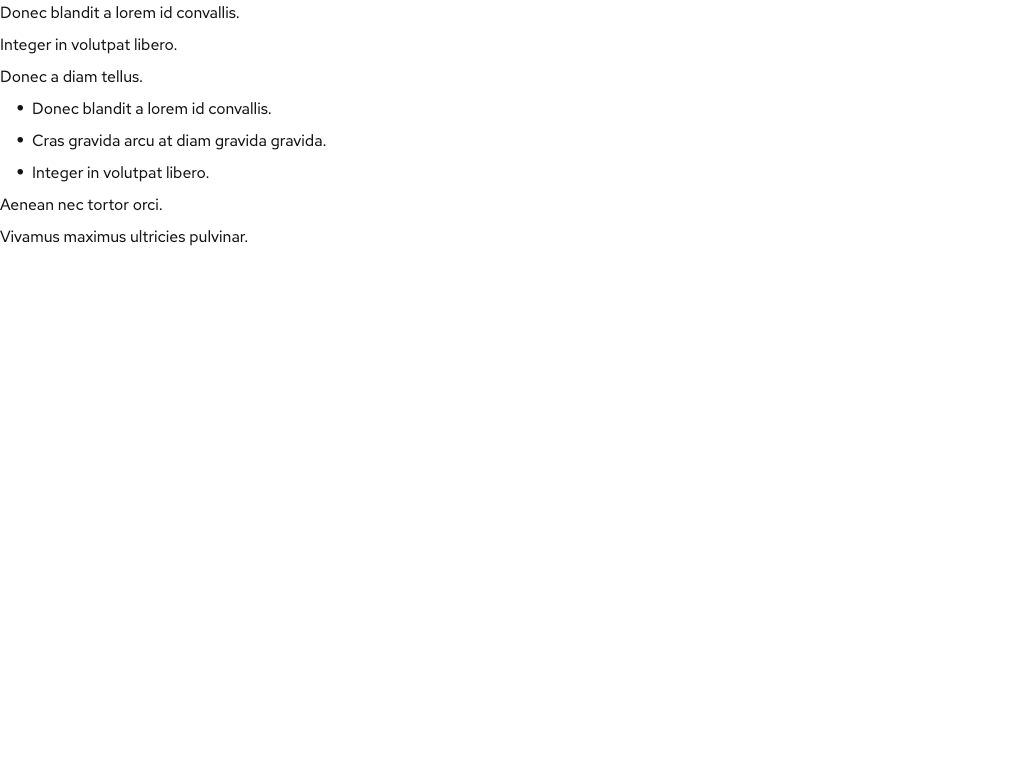 Donec blandit a lorem id convallis.
Integer in volutpat libero.
Donec a diam tellus.
• Donec blandit a lorem id convallis.
• Cras gravida arcu at diam gravida gravida.
• Integer in volutpat libero.
Aenean nec tortor orci.
Vivamus maximus ultricies pulvinar.